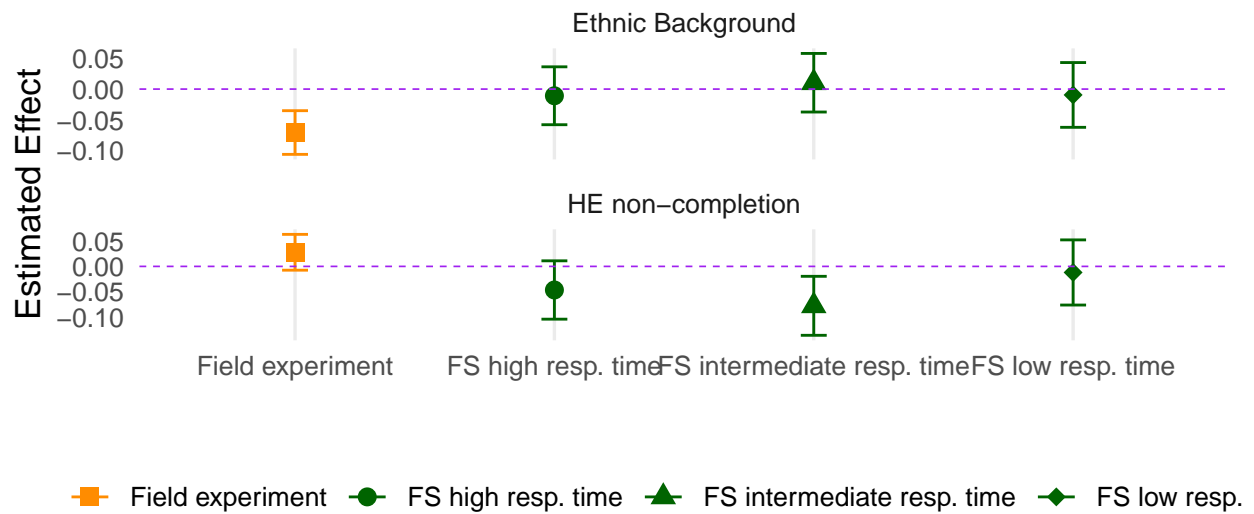 Ethnic Background
Estimated Effect
0.05
0.00
−0.05
−0.10
HE non−completion
0.05
0.00
−0.05
−0.10
Field experiment FS high resp. time FS intermediate resp. time FS low resp. time
Field experiment FS high resp. time FS intermediate resp. time FS low resp.